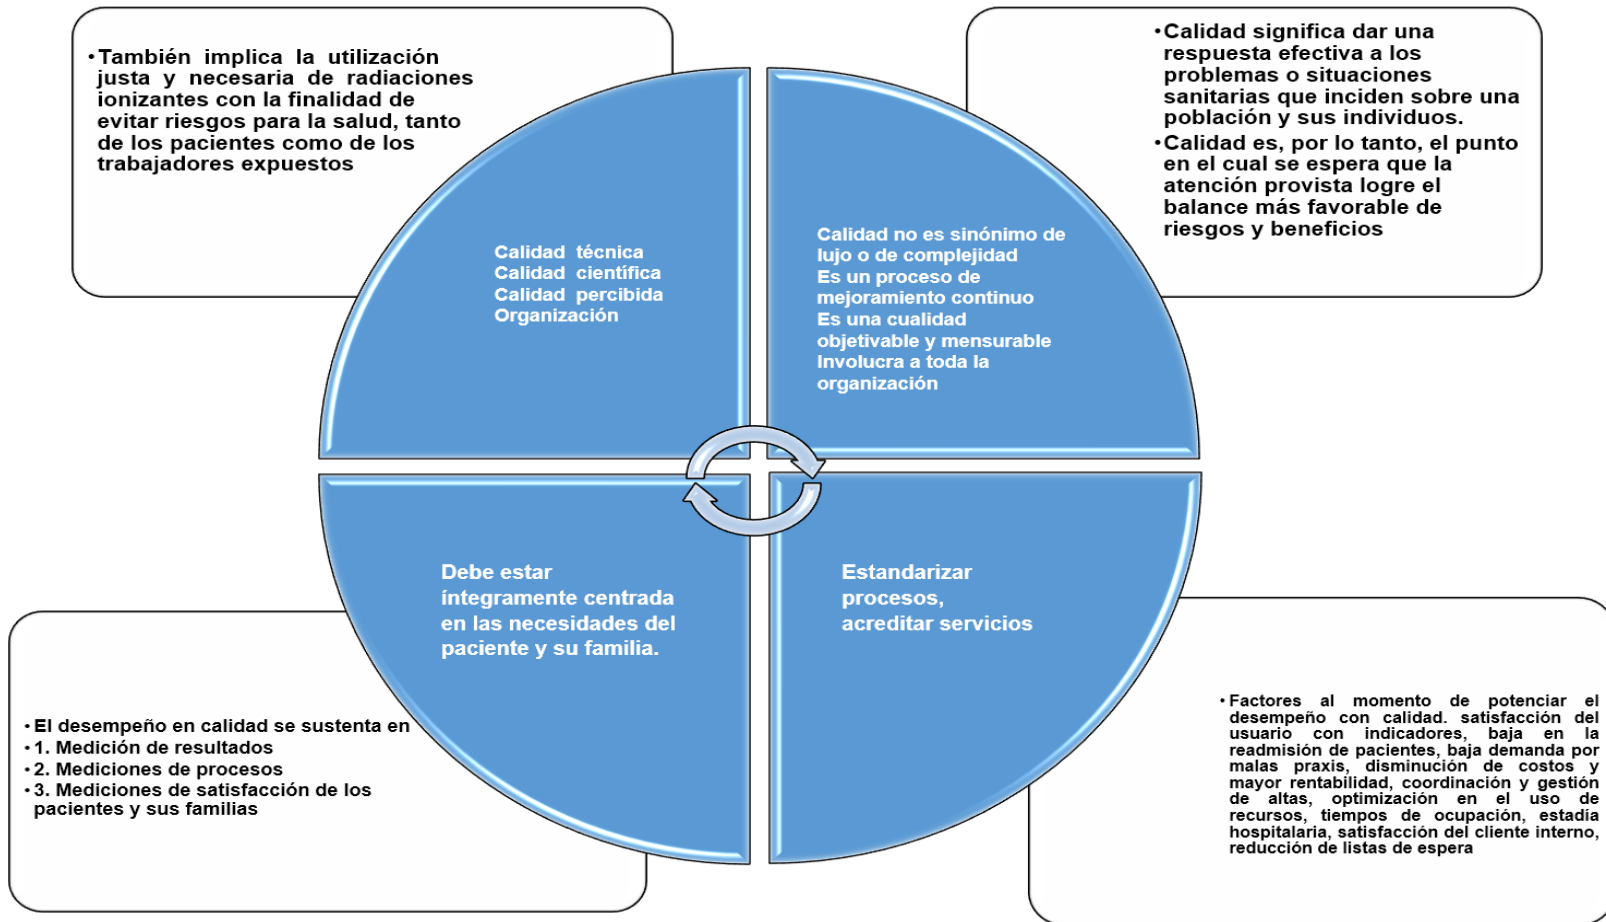 •También implica la utilización
justa y necesaria de radiaciones
ionizantes con la finalidad de
evitar riesgos para la salud, tanto
de los pacientes como de los
trabajadores expuestos
•Calidad significa dar una
respuesta efectiva a los
problemas o situaciones
sanitarias que inciden sobre una
población y sus individuos.
•Calidad es, por lo tanto, el punto
en el cual se espera que la
atención provista logre el
balance más favorable de
riesgos y beneficios
Calidad técnica
Calidad científica
Calidad percibida
Organización
Calidad no es sinónimo de
lujo o de complejidad
Es un proceso de
mejoramiento continuo
Es una cualidad
objetivable y mensurable
Involucra a toda la
organización
Debe estar
íntegramente centrada
en las necesidades del
paciente y su familia.
Estandarizar
procesos,
acreditar servicios
•El desempeño en calidad se sustenta en
•1. Medición de resultados
•2. Mediciones de procesos
•3. Mediciones de satisfacción de los
pacientes y sus familias
•Factores al momento de potenciar el
desempeño con calidad. satisfacción del
usuario con indicadores, baja en la
readmisión de pacientes, baja demanda por
malas praxis, disminución de costos y
mayor rentabilidad, coordinación y gestión
de altas, optimización en el uso de
recursos, tiempos de ocupación, estadía
hospitalaria, satisfacción del cliente interno,
reducción de listas de espera